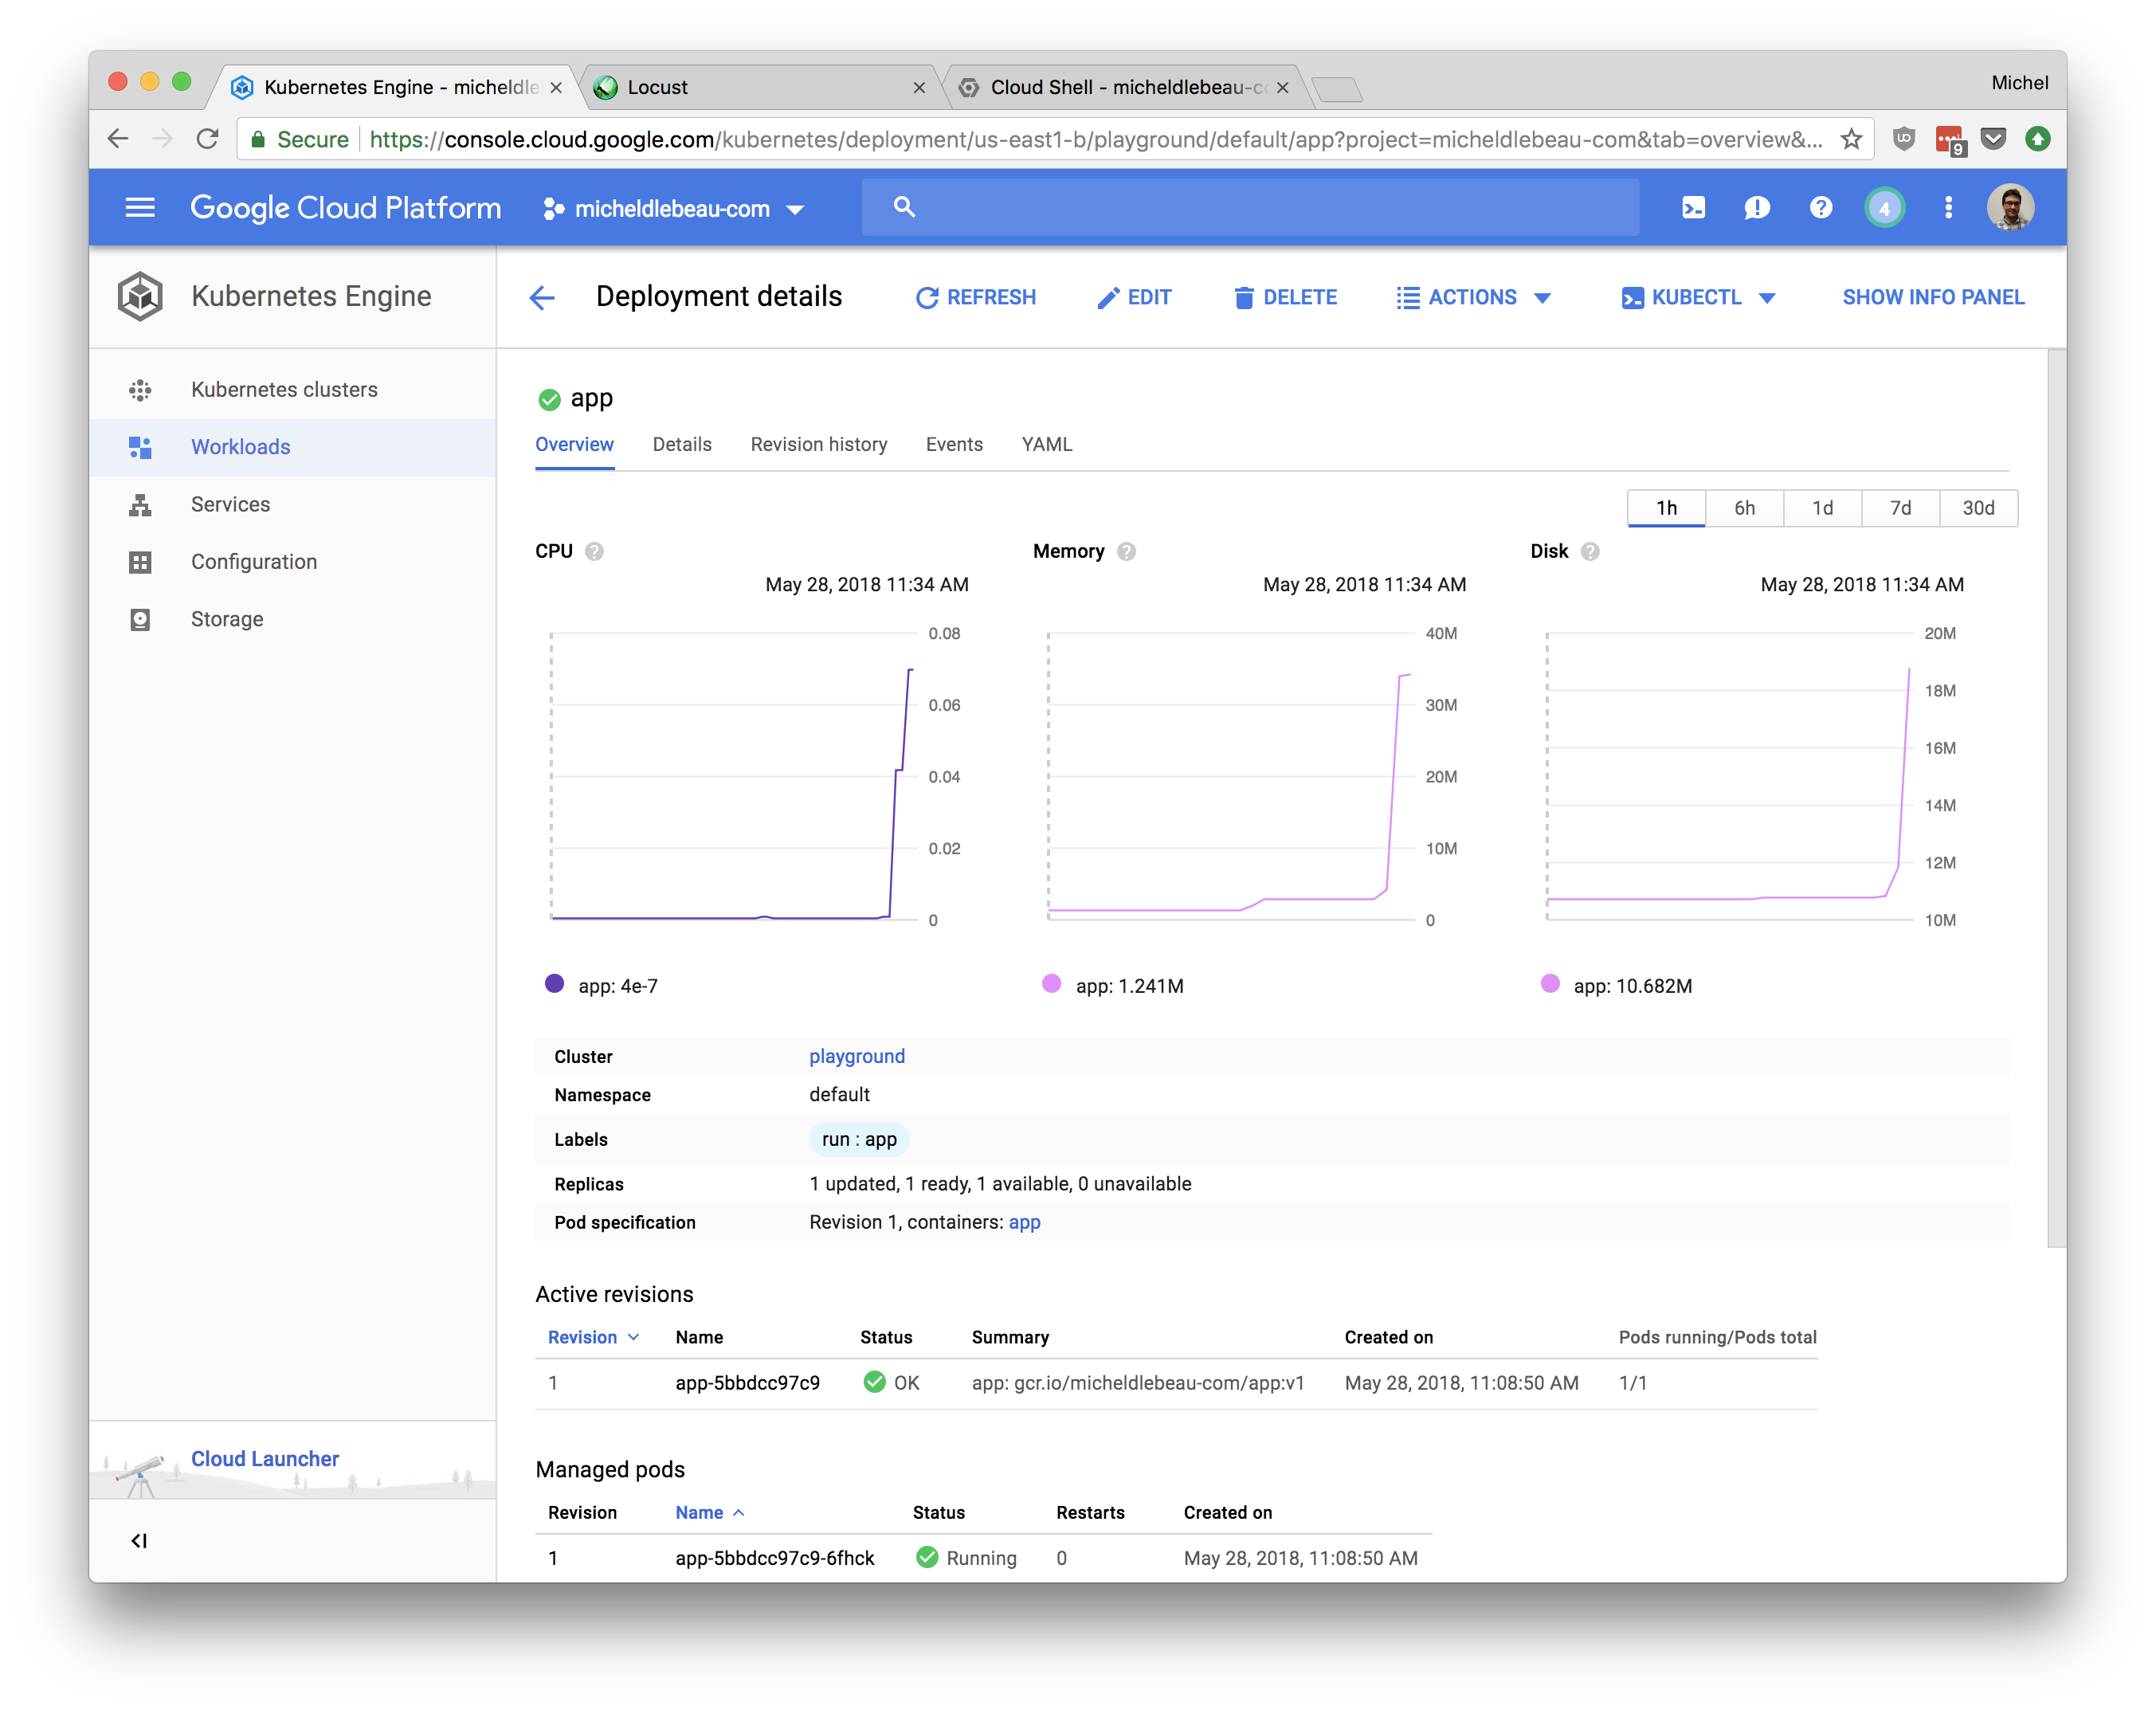 Kubernetes Engine - micheldle
Locust
Cloud Shell - micheldlebeau-c
Michel
Secure
https://console.cloud.google.com/kubernetes/deployment/us-east1-b/playground/default/app?project=micheldlebeau-com&tab=overview&...
9
Google Cloud Platform
micheldlebeau-com
4
Kubernetes Engine
Deployment details
REFRESH
EDIT
DELETE
ACTIONS
KUBECTL
SHOW INFO PANEL
Kubernetes clusters
Workloads
Services
Configuration
Storage
Cloud Launcher
app
Overview
Details
Revision history
Events
YAML
1h
6h
1d
7d
30d
CPU
May 28, 2018 11:34 AM
0.08
0.06
0.04
0.02
0
app: 4e-7
Memory
May 28, 2018 11:34 AM
40M
30M
20M
10M
0
app: 1.241M
Disk
May 28, 2018 11:34 AM
20M
18M
16M
14M
12M
10M
app: 10.682M
Cluster playground
Namespace default
Labels run : app
Replicas 1 updated, 1 ready, 1 available, 0 unavailable
Pod specification Revision 1, containers: app
Active revisions
Revision Name Status Summary Created on Pods running/Pods total
1 app-5bbdcc97c9 OK app: gcr.io/micheldlebeau-com/app:v1 May 28, 2018, 11:08:50 AM 1/1
Managed pods
Revision Name Status Restarts Created on
1 app-5bbdcc97c9-6fhck Running 0 May 28, 2018, 11:08:50 AM